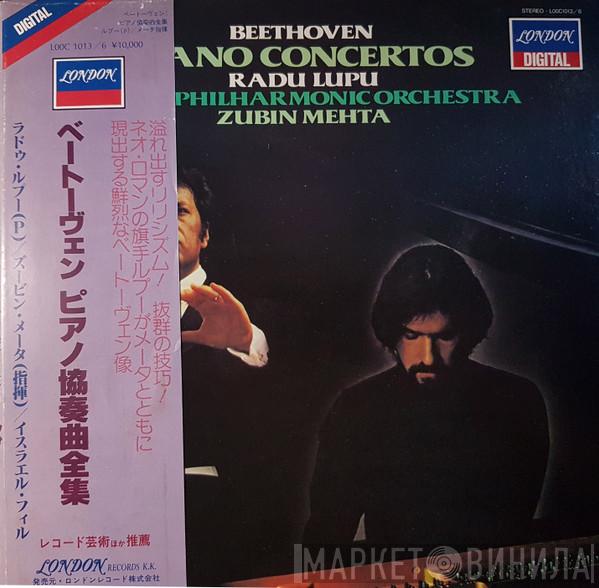 DIGITAL
ベートーヴェン:
ピアノ協奏曲全集
ルプー(P)／メータ指揮
L00C 1013／6 ¥10,000
LONDON
溢れ出すリリシズム！ 抜群の技巧！
ネオ・ロマンの旗手ルプーがメータとともに
現出する鮮烈なベートーヴェン像
ベートーヴェン ピアノ協奏曲全集
ラドゥ・ルプー(P)／ズービン・メータ(指揮)／イスラエル・フィル
レコード芸術ほか推薦
LONDON RECORDS K.K.
発売元・ロンドンレコード株式会社
STEREO - L00C1013／6
BEETHOVEN
ANO CONCERTOS
RADU LUPU
PHILHARMONIC ORCHESTRA
ZUBIN MEHTA
LONDON
DIGITAL
МАРКЕТ ВИНИЛА